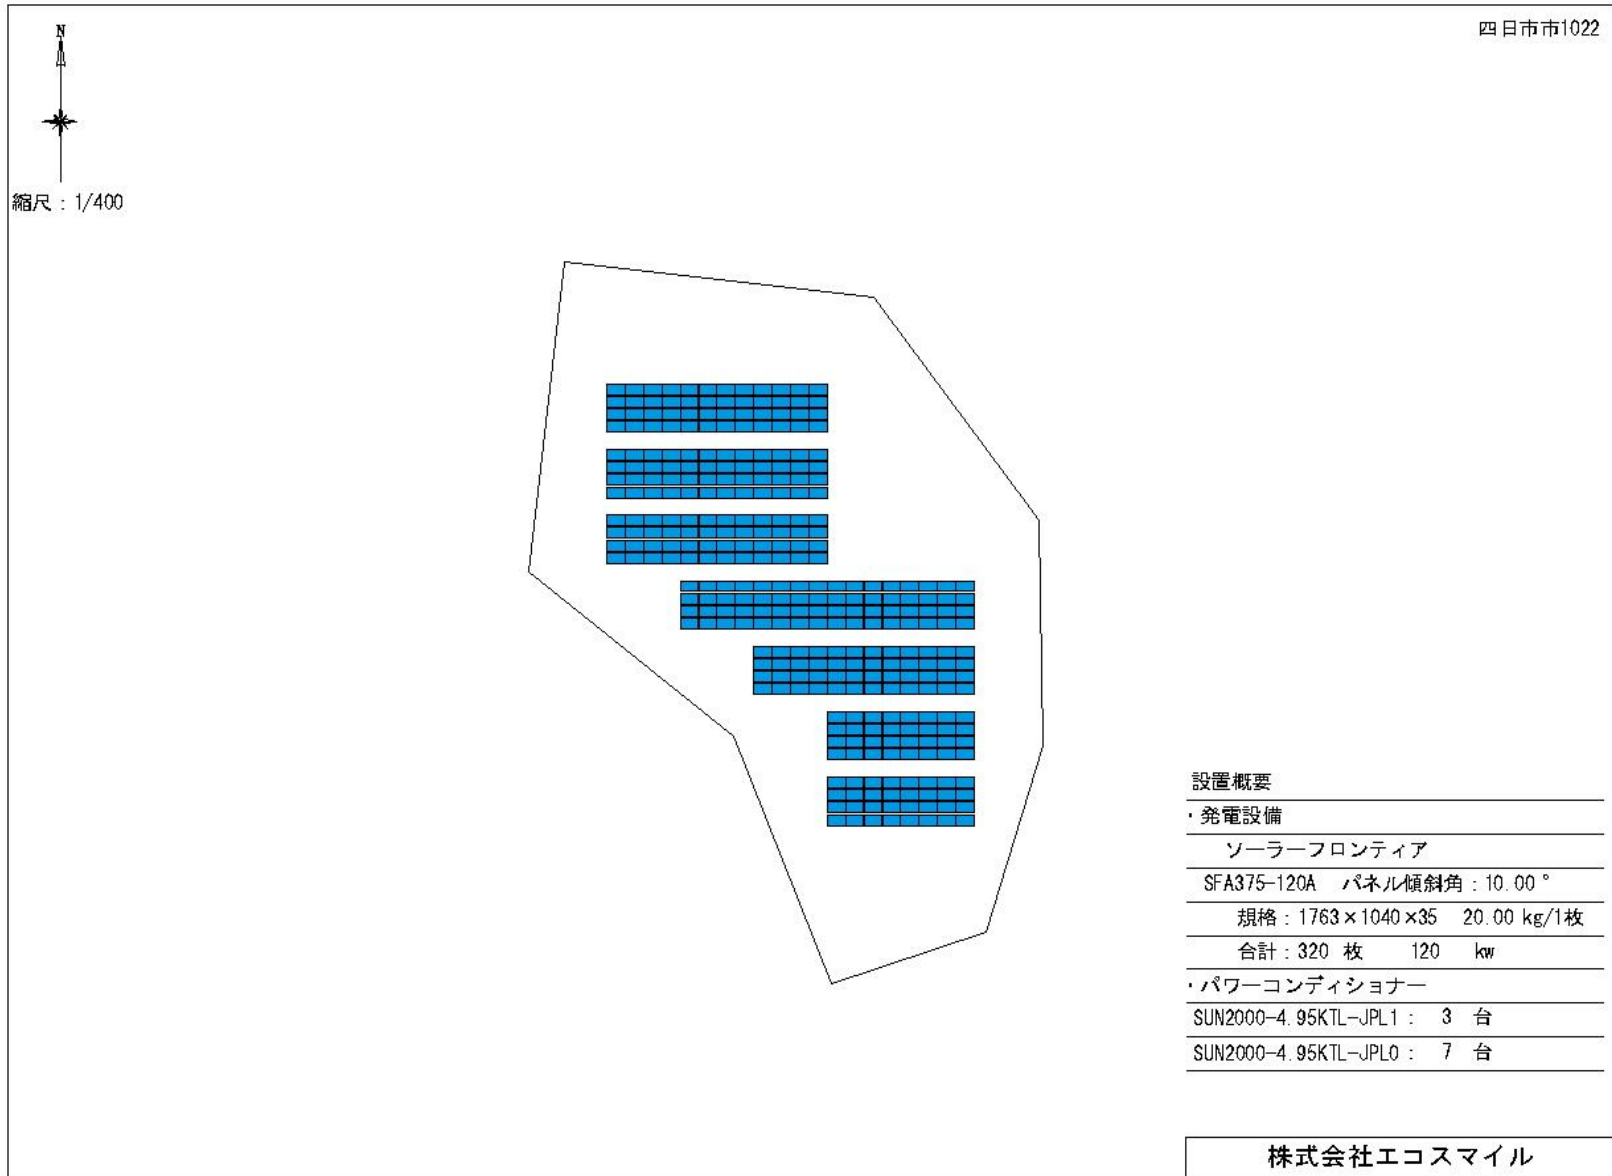 四日市市1022
N
縮尺：1/400
設置概要
・発電設備
ソーラーフロンティア
SFA375-120A パネル傾斜角：10.00°
規格：1763×1040×35 20.00 kg/1枚
合計：320 枚 120 kw
・パワーコンディショナー
SUN2000-4.95KTL-JPL1： 3 台
SUN2000-4.95KTL-JPL0： 7 台
株式会社エコスマイル